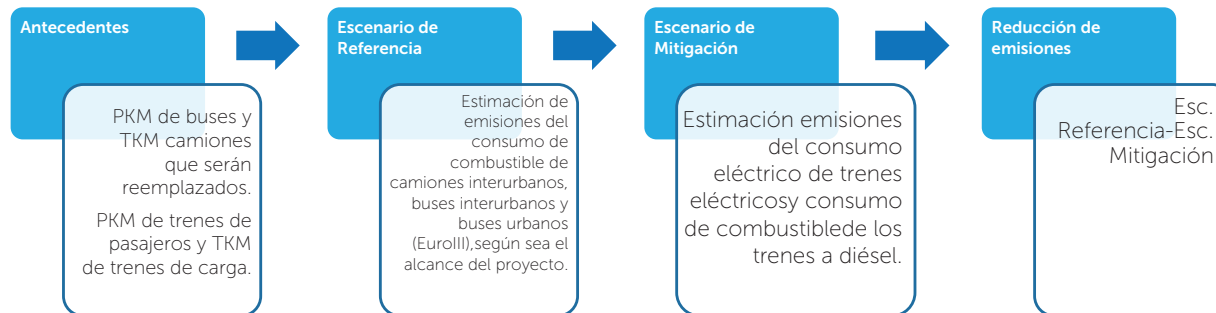 Antecedentes
PKM de buses y
TKM camiones
que serán
reemplazados.
PKM de trenes de
pasajeros y TKM
de trenes de carga.
Escenario de
Referencia
Estimación de
emisiones del
consumo de
combustible de
camiones interurbanos,
buses interurbanos y
buses urbanos
(EuroIII),según sea el
alcance del proyecto.
Escenario de
Mitigación
Estimación emisiones
del consumo
eléctrico de trenes
eléctricosy consumo
de combustiblede los
trenes a diésel.
Reducción de
emisiones
Esc.
Referencia-Esc.
Mitigación